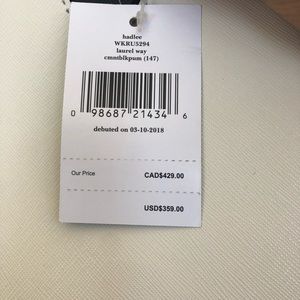 hadlee
WKRU5294
laurel way
cmntblkpum (147)
0 98687 21434 6
debuted on 03-10-2018
Our Price CAD$429.00
USD$359.00